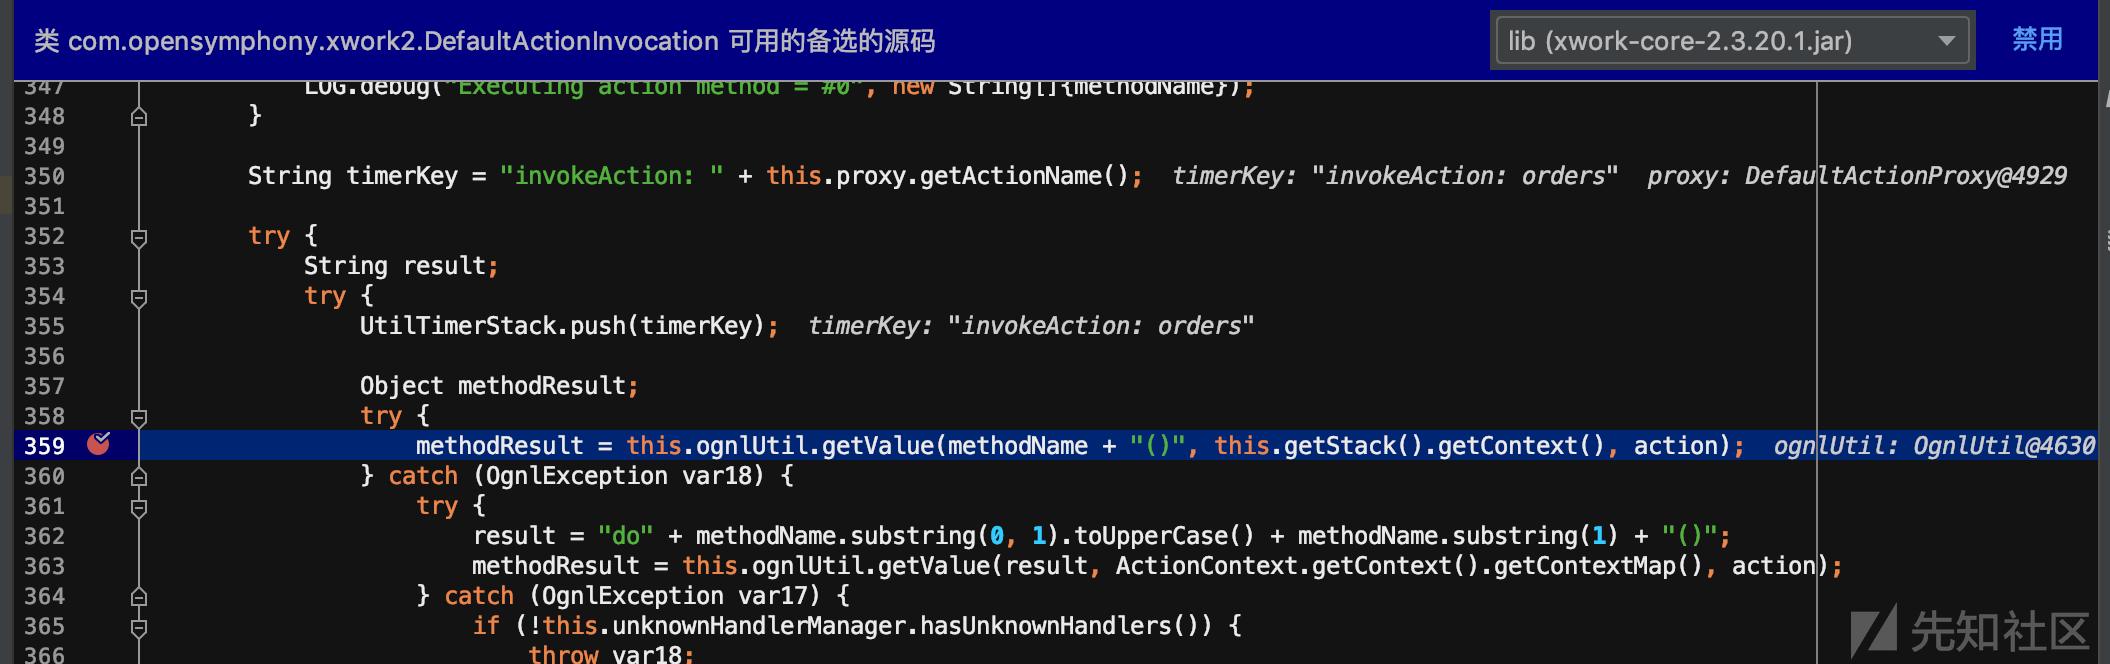 类 com.opensymphony.xwork2.DefaultActionInvocation 可用的备选的源码 lib (xwork-core-2.3.20.1.jar) 禁用
347 LOG.debug("Executing action method = #0", new String[]{methodName});
348 }
349
350 String timerKey = "invokeAction: " + this.proxy.getActionName(); timerKey: "invokeAction: orders" proxy: DefaultActionProxy@4929
351
352 try {
353 String result;
354 try {
355 UtilTimerStack.push(timerKey); timerKey: "invokeAction: orders"
356
357 Object methodResult;
358 try {
359 methodResult = this.ognlUtil.getValue(methodName + "()", this.getStack().getContext(), action); ognlUtil: OgnlUtil@4630
360 } catch (OgnlException var18) {
361 try {
362 result = "do" + methodName.substring(0, 1).toUpperCase() + methodName.substring(1) + "()";
363 methodResult = this.ognlUtil.getValue(result, ActionContext.getContext().getContextMap(), action);
364 } catch (OgnlException var17) {
365 if (!this.unknownHandlerManager.hasUnknownHandlers()) {
366 throw var18;
先知社区